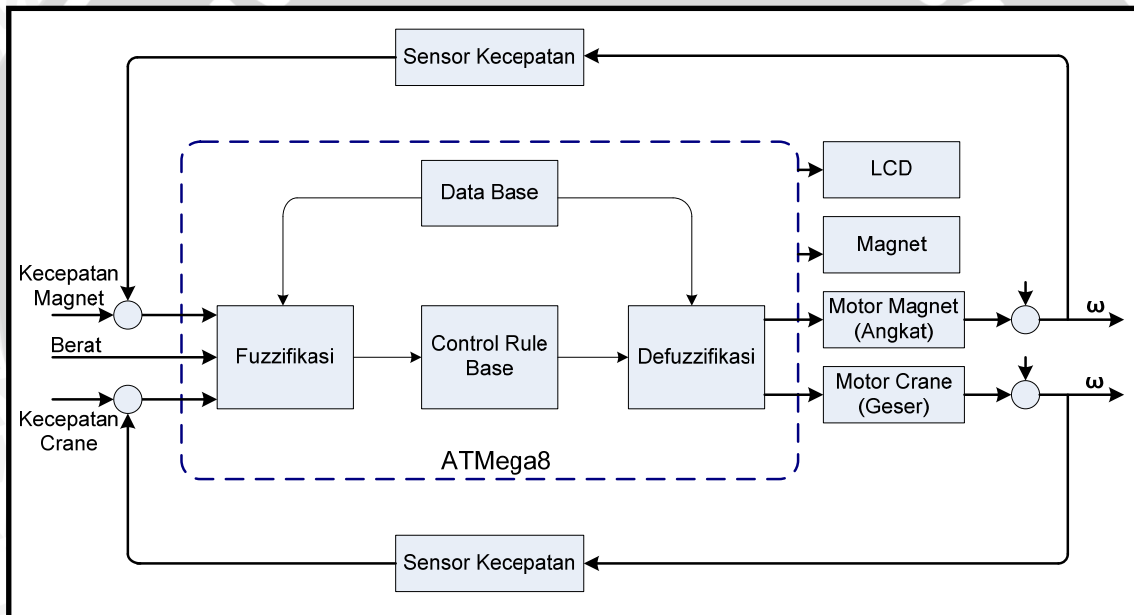 Sensor Kecepatan
LCD
Data Base
Magnet
Kecepatan
Magnet
Motor Magnet
(Angkat)
ω
Berat
Fuzzifikasi
Control Rule
Base
Defuzzifikasi
Motor Crane
(Geser)
ω
Kecepatan
Crane
ATMega8
Sensor Kecepatan